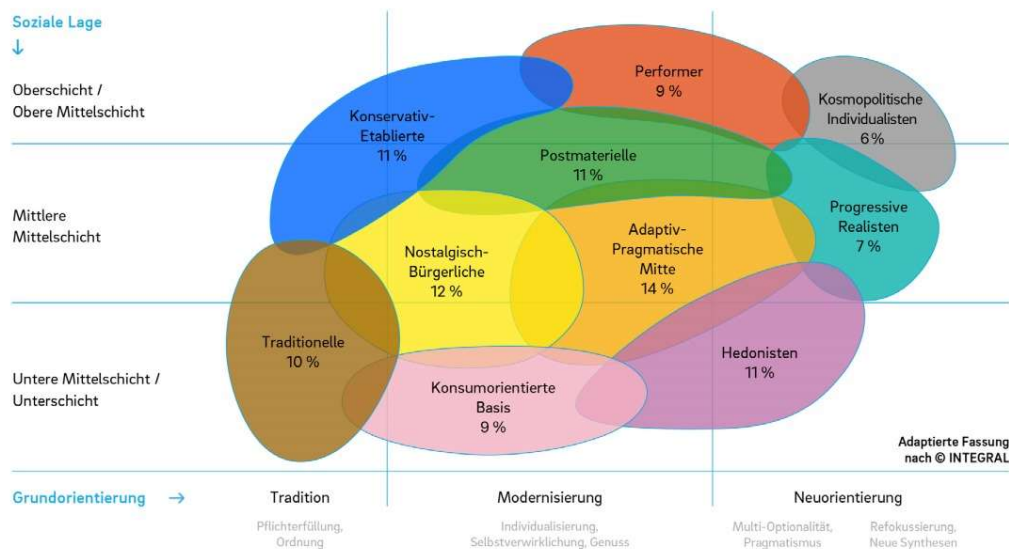 Soziale Lage
↓
Oberschicht /
Obere Mittelschicht
Mittlere
Mittelschicht
Untere Mittelschicht /
Unterschicht
Performer
9 %
Kosmopolitische
Individualisten
6 %
Konservativ-
Etablierte
11 %
Postmaterielle
11 %
Progressive
Realisten
7 %
Nostalgisch-
Bürgerliche
12 %
Adaptiv-
Pragmatische
Mitte
14 %
Traditionelle
10 %
Hedonisten
11 %
Konsumorientierte
Basis
9 %
Adaptierte Fassung
nach © INTEGRAL
Grundorientierung →
Tradition
Pflichterfüllung,
Ordnung
Modernisierung
Individualisierung,
Selbstverwirklichung, Genuss
Neuorientierung
Multi-Optionalität,
Pragmatismus
Refokussierung,
Neue Synthesen